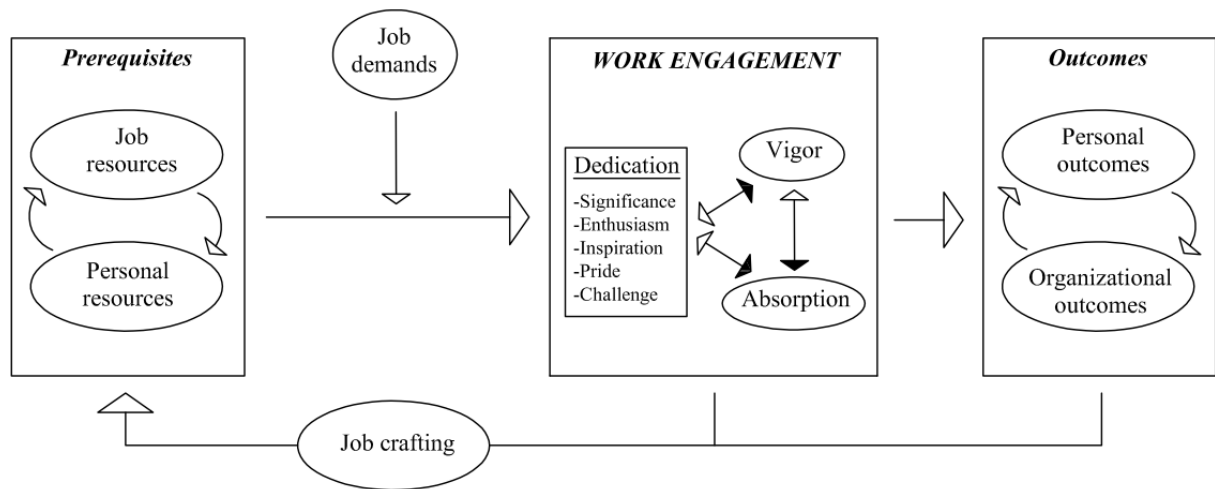 Prerequisites
Job
resources
Personal
resources
Job
demands
WORK ENGAGEMENT
Dedication
-Significance
-Enthusiasm
-Inspiration
-Pride
-Challenge
Vigor
Absorption
Outcomes
Personal
outcomes
Organizational
outcomes
Job crafting